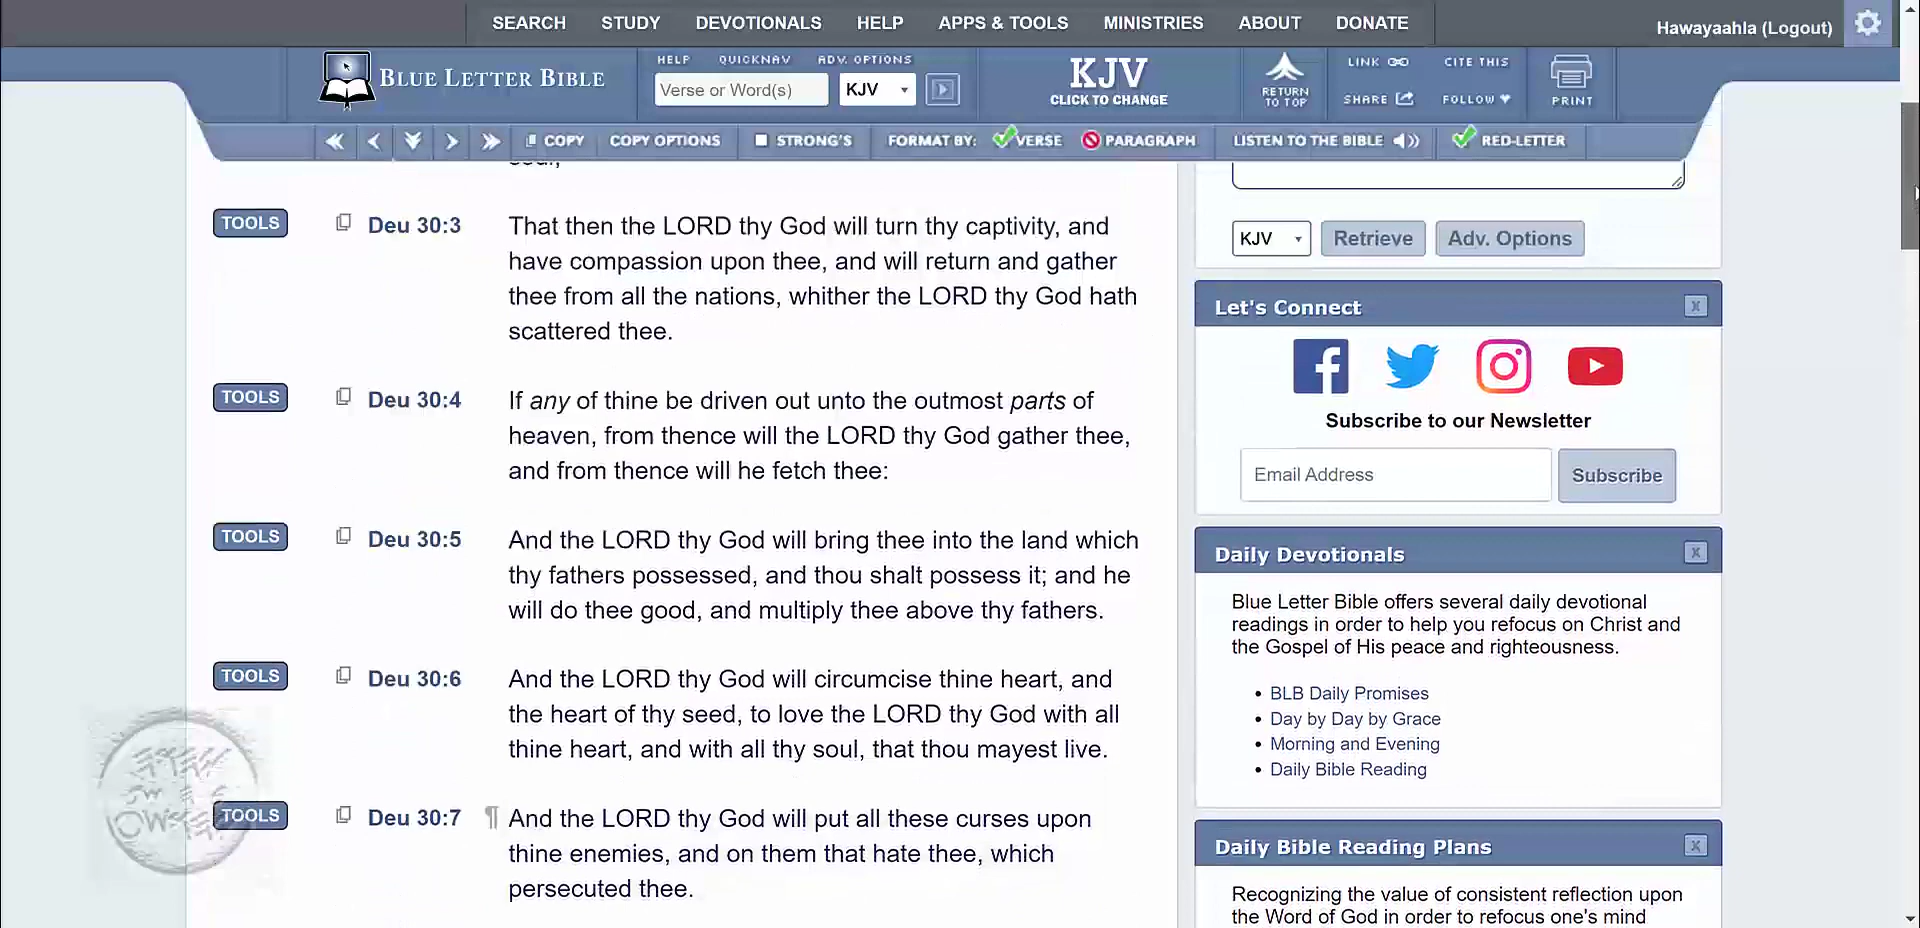 SEARCH STUDY DEVOTIONALS HELP APPS & TOOLS MINISTRIES ABOUT DONATE
Hawayaahla (Logout)
BLUE LETTER BIBLE
HELP QUICKNAV ADV. OPTIONS
Verse or Word(s) KJV
KJV
CLICK TO CHANGE
RETURN
TO TOP
LINK CITE THIS
SHARE FOLLOW
PRINT
COPY COPY OPTIONS STRONG'S FORMAT BY: VERSE PARAGRAPH LISTEN TO THE BIBLE RED-LETTER
soul,
TOOLS Deu 30:3 That then the LORD thy God will turn thy captivity, and
have compassion upon thee, and will return and gather
thee from all the nations, whither the LORD thy God hath
scattered thee.
TOOLS Deu 30:4 If any of thine be driven out unto the outmost parts of
heaven, from thence will the LORD thy God gather thee,
and from thence will he fetch thee:
TOOLS Deu 30:5 And the LORD thy God will bring thee into the land which
thy fathers possessed, and thou shalt possess it; and he
will do thee good, and multiply thee above thy fathers.
TOOLS Deu 30:6 And the LORD thy God will circumcise thine heart, and
the heart of thy seed, to love the LORD thy God with all
thine heart, and with all thy soul, that thou mayest live.
TOOLS Deu 30:7 ¶ And the LORD thy God will put all these curses upon
thine enemies, and on them that hate thee, which
persecuted thee.
KJV Retrieve Adv. Options
Let's Connect
Subscribe to our Newsletter
Email Address Subscribe
Daily Devotionals
Blue Letter Bible offers several daily devotional
readings in order to help you refocus on Christ and
the Gospel of His peace and righteousness.
• BLB Daily Promises
• Day by Day by Grace
• Morning and Evening
• Daily Bible Reading
Daily Bible Reading Plans
Recognizing the value of consistent reflection upon
the Word of God in order to refocus one's mind